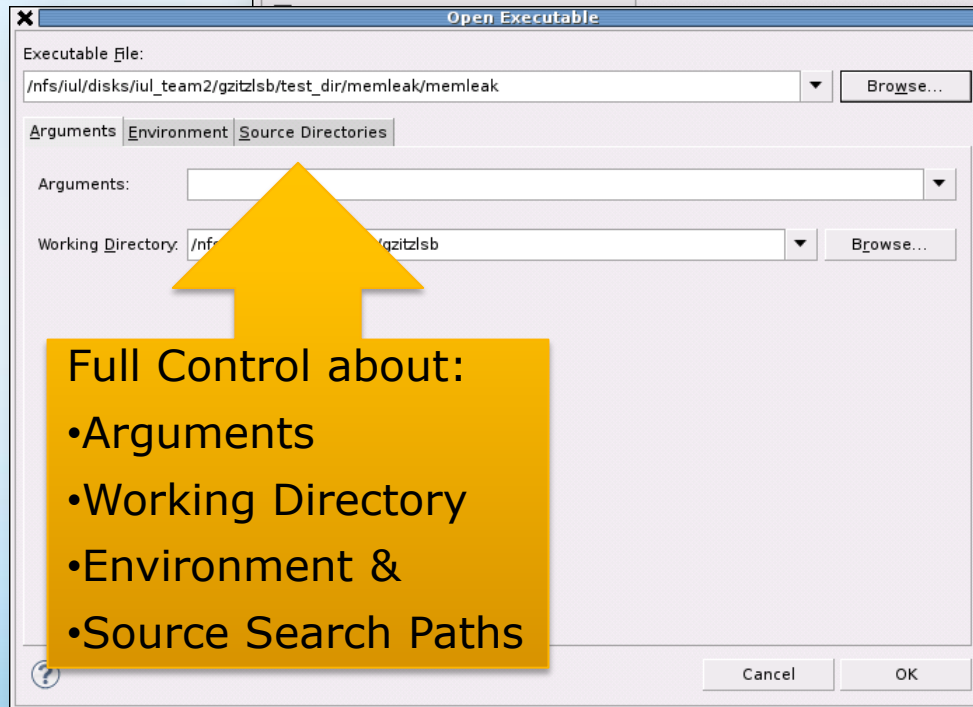 Open Executable
Executable File:
/nfs/iul/disks/iul_team2/gzitzlsb/test_dir/memleak/memleak
Browse...
Arguments Environment Source Directories
Arguments:
Working Directory: /nfs /gzitzlsb
Browse...
Full Control about:
•Arguments
•Working Directory
•Environment &
•Source Search Paths
?
Cancel OK